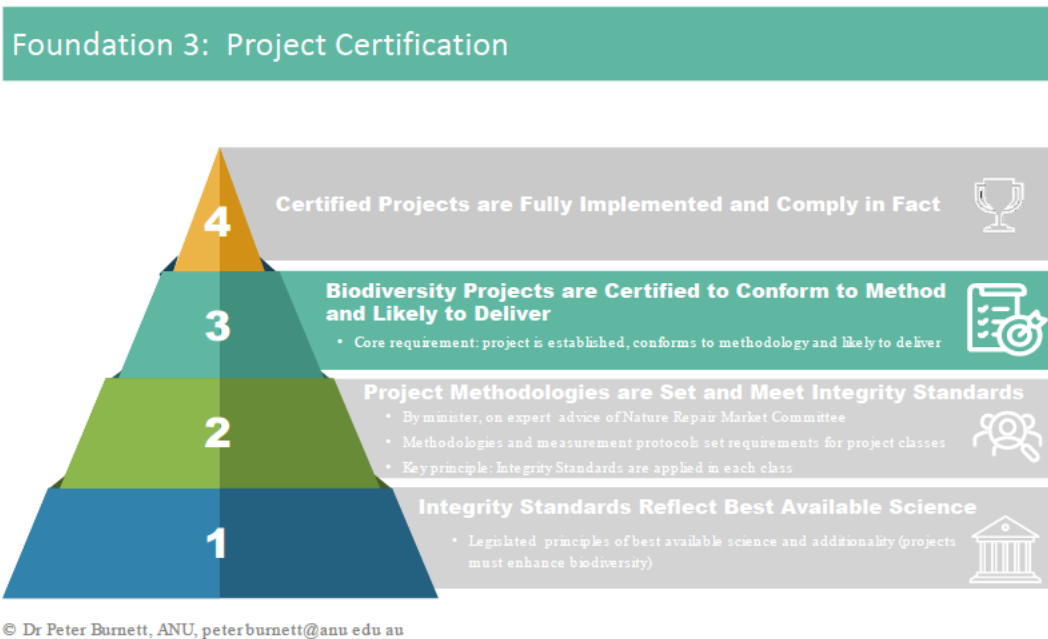 Foundation 3: Project Certification
4
Certified Projects are Fully Implemented and Comply in Fact
3
Biodiversity Projects are Certified to Conform to Method
and Likely to Deliver
• Core requirement: project is established, conforms to methodology and likely to deliver
2
Project Methodologies are Set and Meet Integrity Standards
• By minister, on expert advice of Nature Repair Market Committee
• Methodologies and measurement protocols set requirements for project classes
• Key principle: Integrity Standards are applied in each class
1
Integrity Standards Reflect Best Available Science
• Legislated principles of best available science and additionality (projects
must enhance biodiversity)
© Dr Peter Burnett, ANU, peterburnett@anu edu au